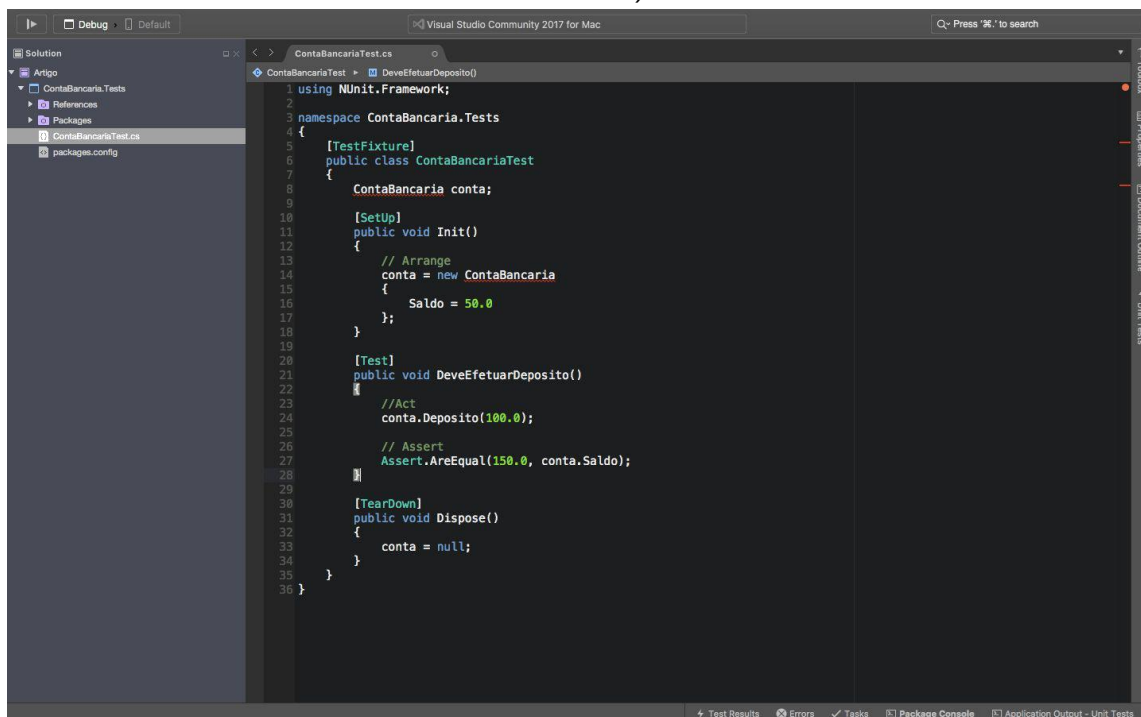 Debug Default Visual Studio Community 2017 for Mac Press '⌘.' to search
Solution
Artigo
ContaBancaria.Tests
References
Packages
ContaBancariaTest.cs
packages.config
ContaBancariaTest.cs
ContaBancariaTest DeveEfetuarDeposito()
1 using NUnit.Framework;
2
3 namespace ContaBancaria.Tests
4 {
5 [TestFixture]
6 public class ContaBancariaTest
7 {
8 ContaBancaria conta;
9
10 [SetUp]
11 public void Init()
12 {
13 // Arrange
14 conta = new ContaBancaria
15 {
16 Saldo = 50.0
17 };
18 }
19
20 [Test]
21 public void DeveEfetuarDeposito()
22 {
23 //Act
24 conta.Deposito(100.0);
25
26 // Assert
27 Assert.AreEqual(150.0, conta.Saldo);
28 }
29
30 [TearDown]
31 public void Dispose()
32 {
33 conta = null;
34 }
35 }
36 }
Toolbox
Properties
Document Outline
Unit Tests
Test Results Errors Tasks Package Console Application Output - Unit Tests